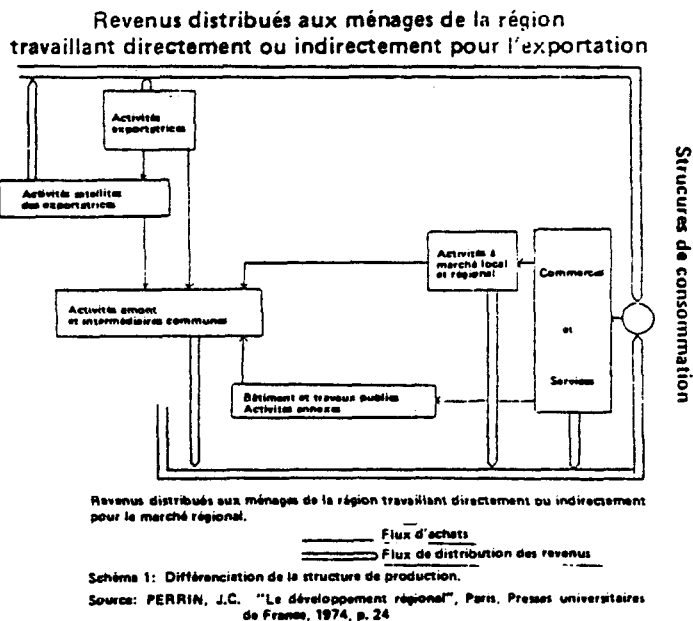 Revenus distribués aux ménages de la région
travaillant directement ou indirectement pour l'exportation
Activités
exportatrices
Activités satellites
des exportatrices
Activités à
marché local
et régional
Commerces
et
Services
Activités amont
et intermédiaires communes
Bâtiment et travaux publics
Activités annexes
Strucures de consommation
Revenus distribués aux ménages de la région travaillant directement ou indirectement
pour le marché régional.
Flux d'achats
Flux de distribution des revenus
Schéma 1: Différenciation de la structure de production.
Source: PERRIN, J.C. "Le développement régional", Paris, Presses universitaires
de France, 1974, p. 24